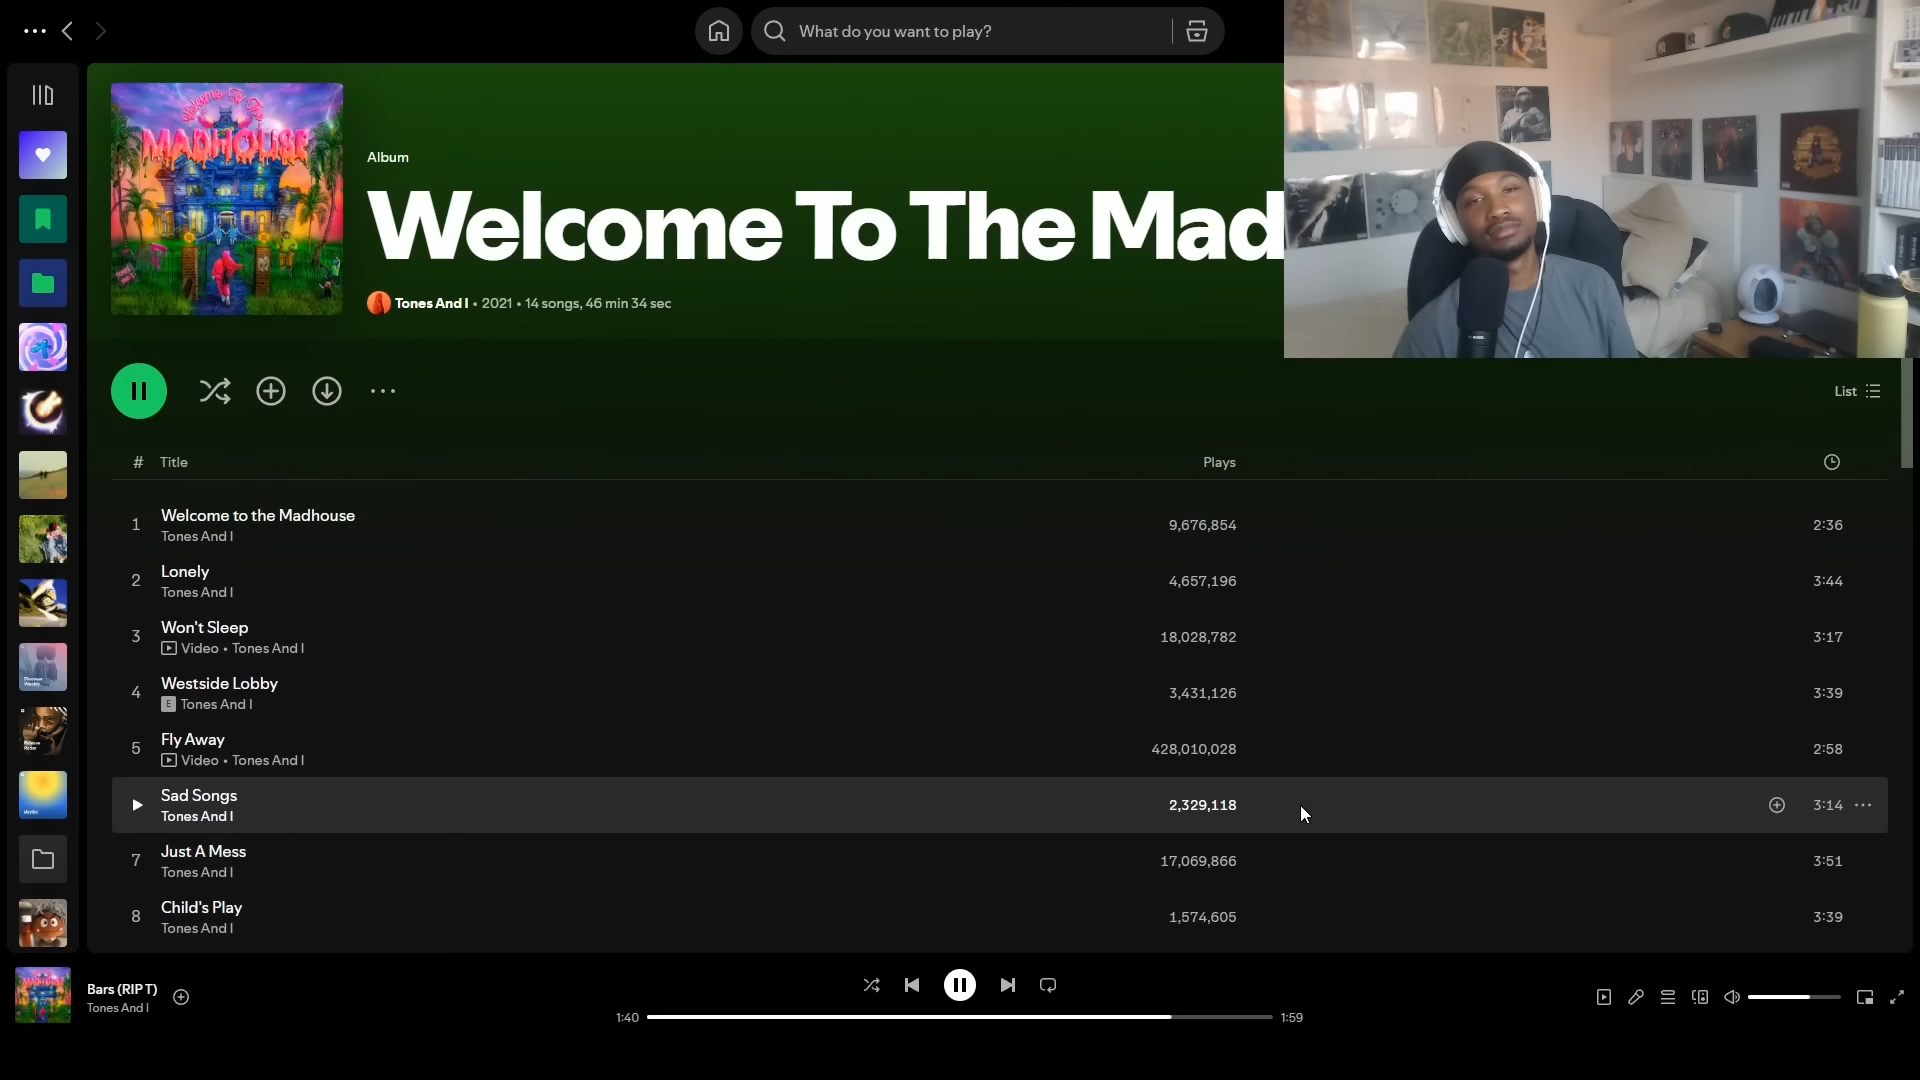 What do you want to play?
Welcome To The
MADHOUSE
Album
Welcome To The Mad
Tones And I • 2021 • 14 songs, 46 min 34 sec
List
# Title Plays
1 Welcome to the Madhouse 9,676,854 2:36
Tones And I
2 Lonely 4,657,196 3:44
Tones And I
3 Won't Sleep 18,028,782 3:17
Video • Tones And I
4 Westside Lobby 3,431,126 3:39
E Tones And I
5 Fly Away 428,010,028 2:58
Video • Tones And I
Sad Songs 2,329,118 3:14
Tones And I
7 Just A Mess 17,069,866 3:51
Tones And I
8 Child's Play 1,574,605 3:39
Tones And I
Bars (RIP T)
Tones And I
1:40 1:59